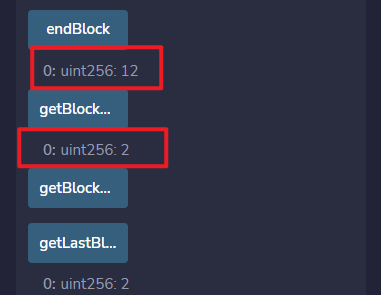 endBlock
0: uint256: 12
getBlock...
0: uint256: 2
getBlock...
getLastBl...
0: uint256: 2